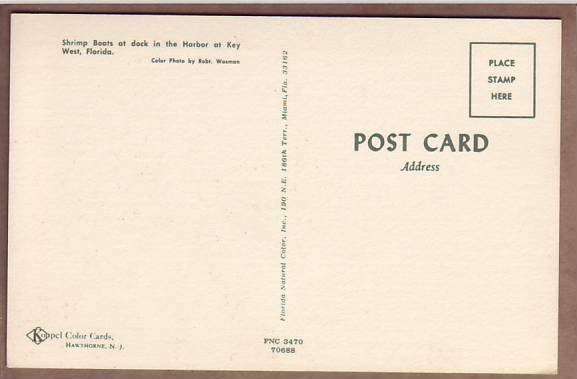 Shrimp Boats at dock in the Harbor at Key
West, Florida.
Color Photo by Robt. Wasman
Florida Natural Color, Inc., 190 N.E. 186th Terr., Miami, Fla. 33162
PLACE
STAMP
HERE
POST CARD
Address
Koppel Color Cards,
HAWTHORNE, N. J.
FNC 3470
70688